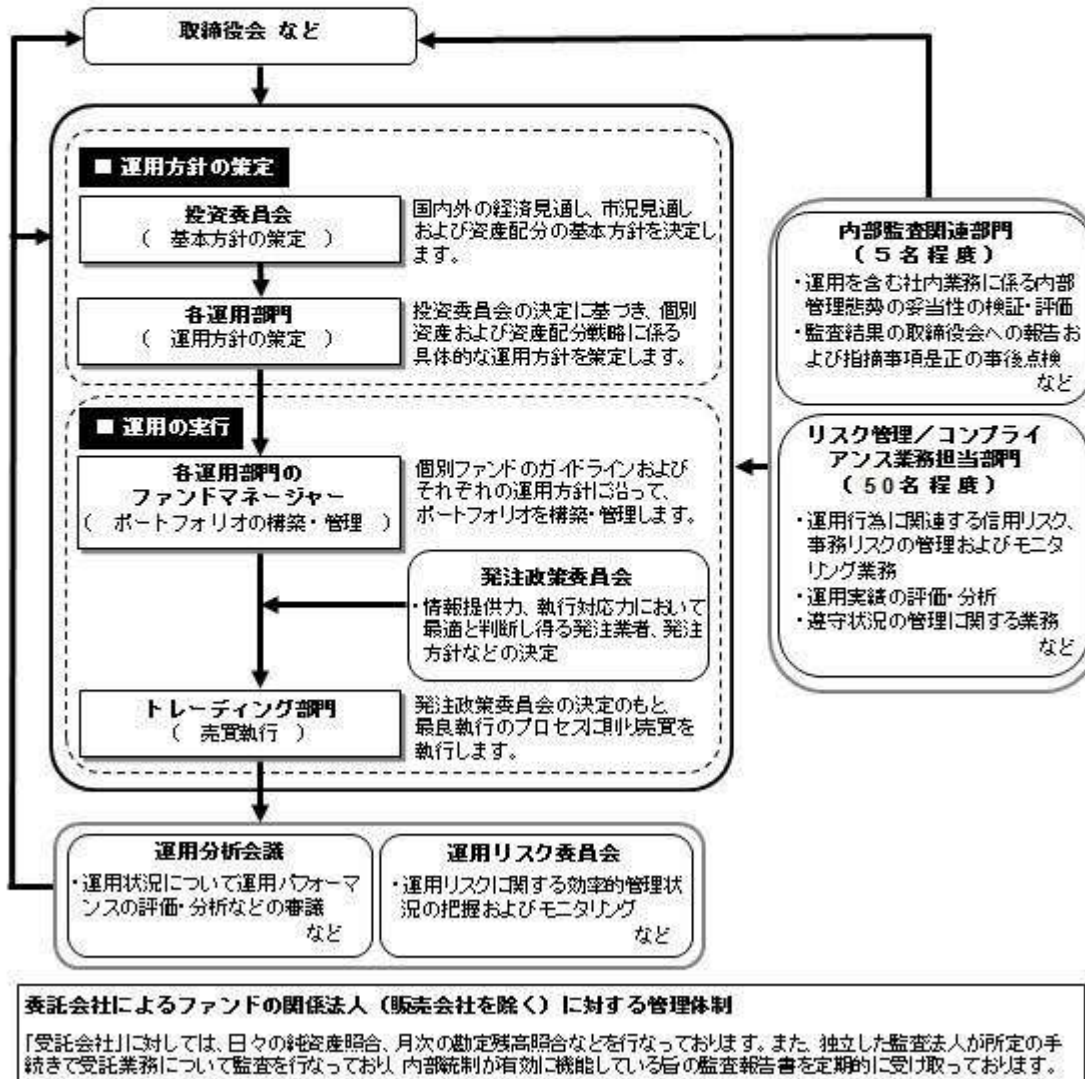 取締役会 など
■ 運用方針の策定
投資委員会
（ 基本方針の策定 ）
国内外の経済見通し、市況見通し
および資産配分の基本方針を決定し
ます。
各運用部門
（ 運用方針の策定 ）
投資委員会の決定に基づき、個別
資産および資産配分戦略に係る
具体的な運用方針を策定します。
■ 運用の実行
各運用部門の
ファンドマネージャー
（ ポートフォリオの構築・管理 ）
個別ファンドのガイドラインおよび
それぞれの運用方針に沿って、
ポートフォリオを構築・管理します。
発注政策委員会
・情報提供力、執行対応力において
最適と判断し得る発注業者、発注
方針などの決定
トレーディング部門
（ 売買執行 ）
発注政策委員会の決定のもと、
最良執行のプロセスに則り売買を
執行します。
内部監査関連部門
（５名程度）
・運用を含む社内業務に係る内部
管理態勢の妥当性の検証・評価
・監査結果の取締役会への報告お
よび指摘事項是正の事後点検
など
リスク管理／コンプライ
アンス業務担当部門
（50名程度）
・運用行為に関連する信用リスク、
事務リスクの管理およびモニタ
リング業務
・運用実績の評価・分析
・遵守状況の管理に関する業務
など
運用分析会議
・運用状況について運用パフォーマ
ンスの評価・分析などの審議
など
運用リスク委員会
・運用リスクに関する効率的管理状
況の把握およびモニタリング
など
委託会社によるファンドの関係法人（販売会社を除く）に対する管理体制
「受託会社」に対しては、日々の純資産照合、月次の勘定残高照合などを行なっております。また、独立した監査法人が所定の手
続きで受託業務について監査を行なっており、内部統制が有効に機能している旨の監査報告書を定期的に受け取っております。